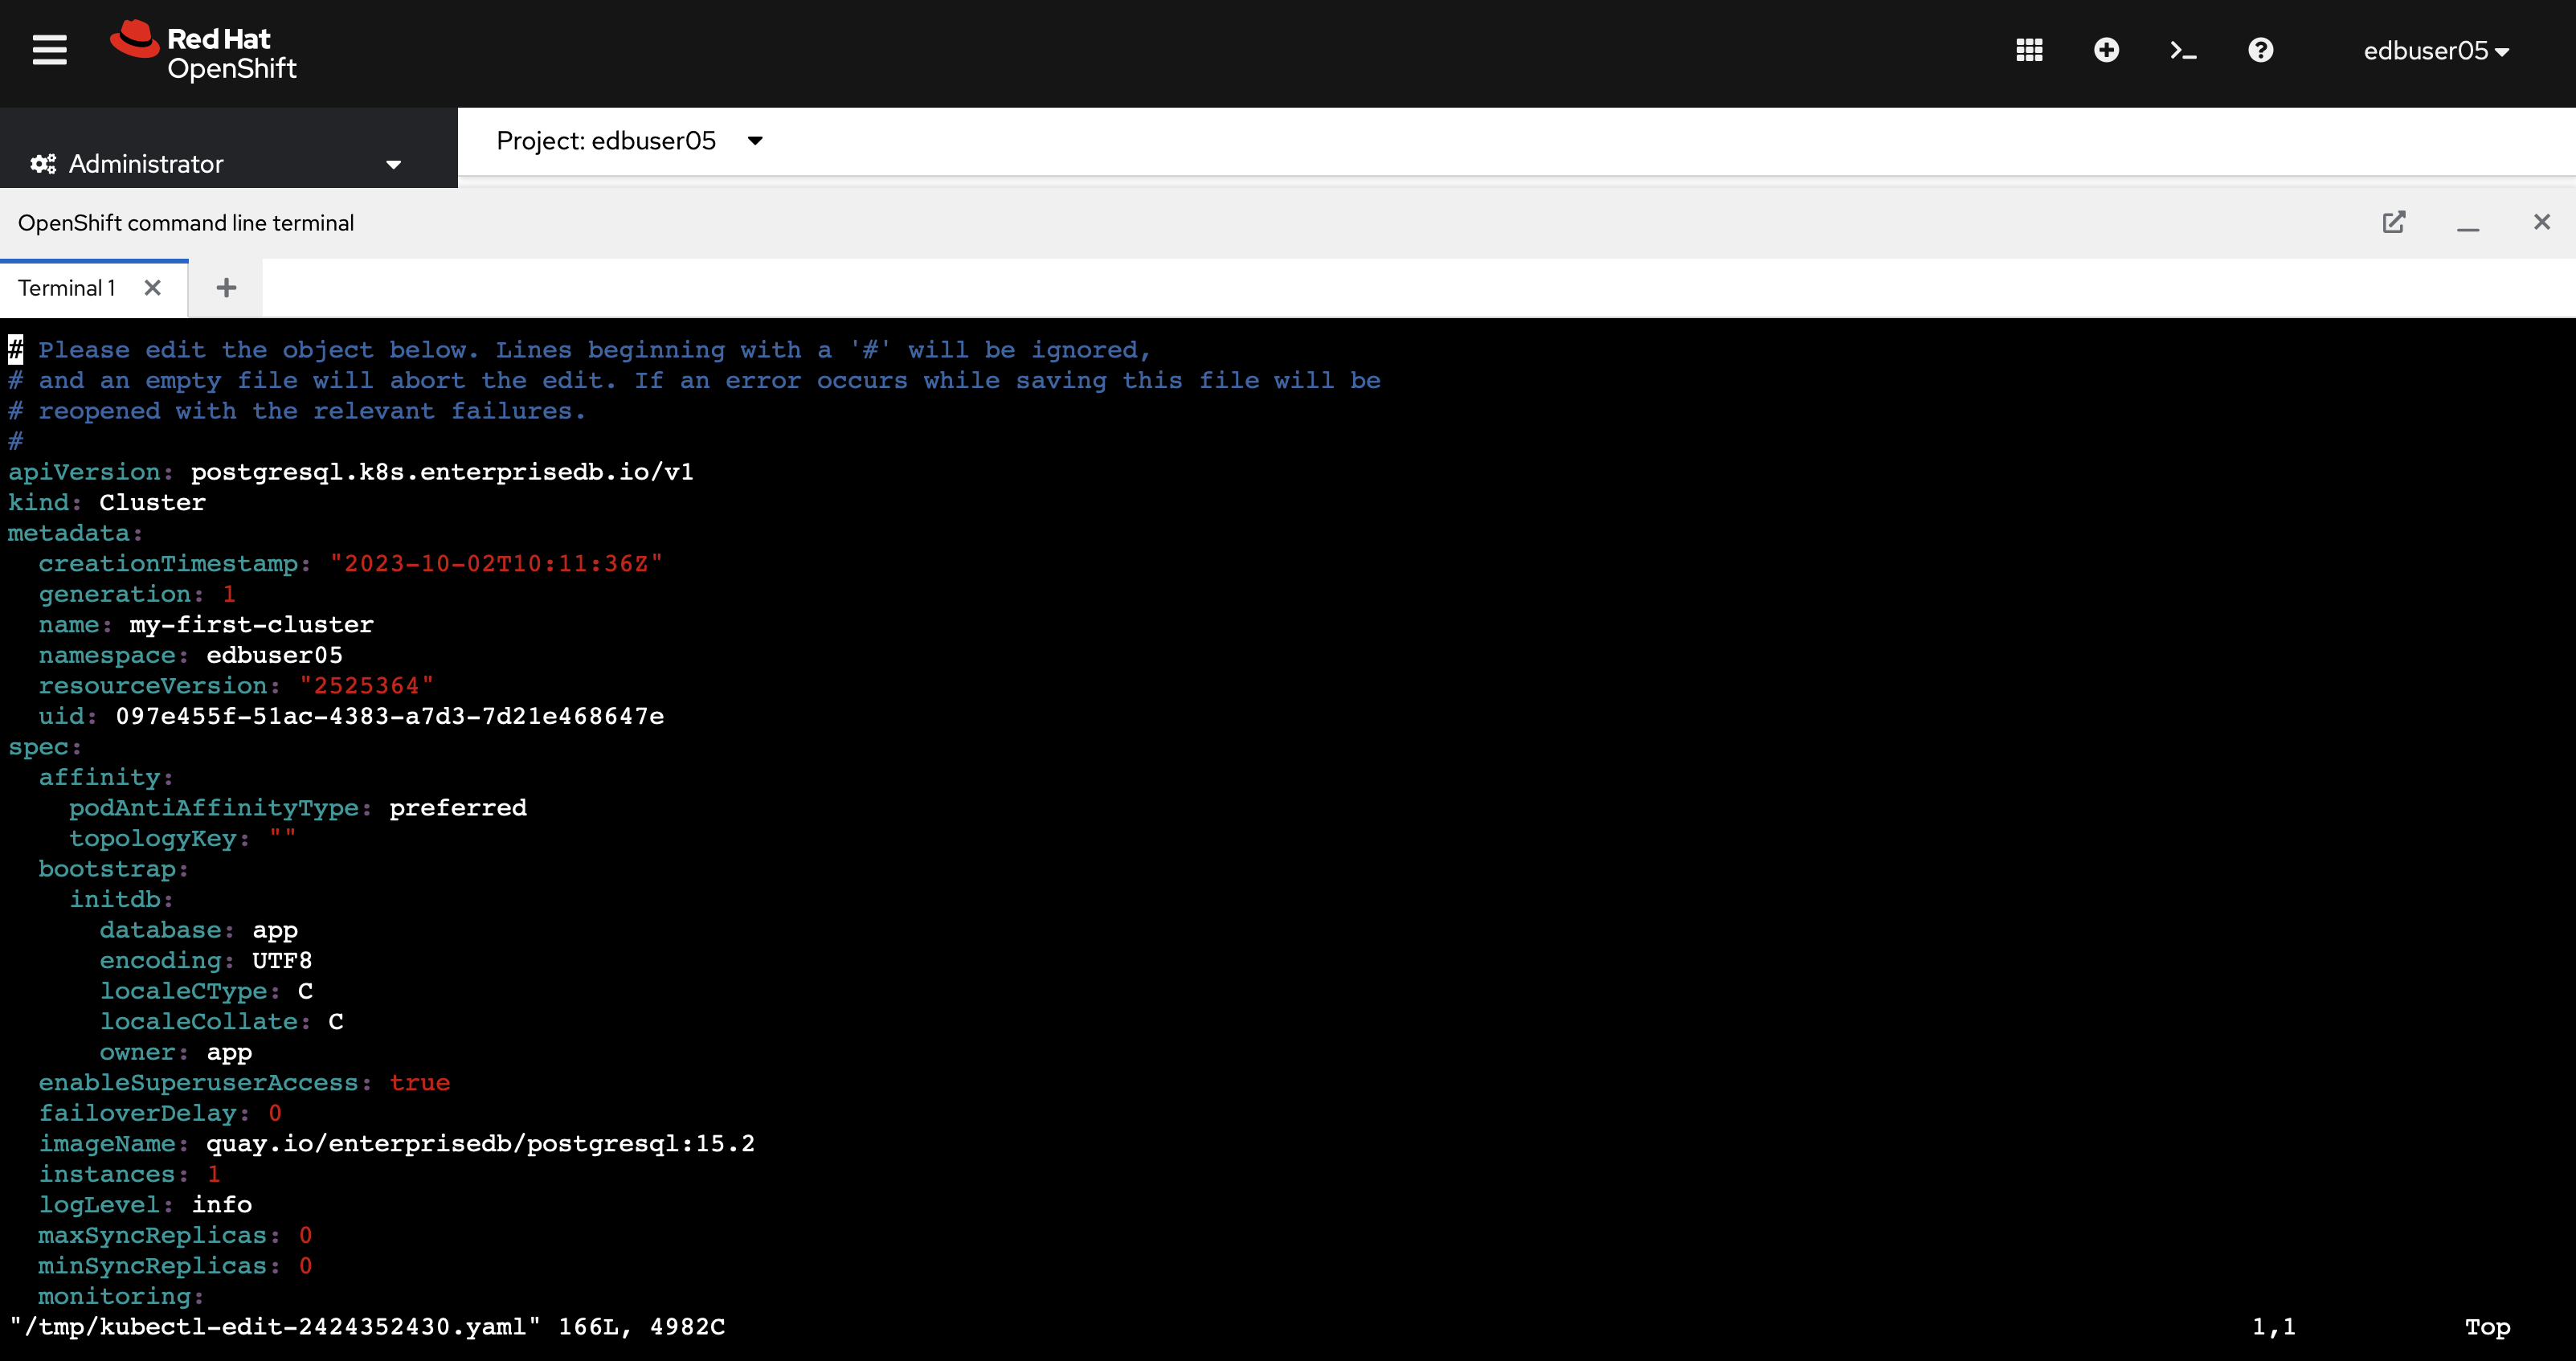 Red Hat
OpenShift
edbuser05
Administrator
Project: edbuser05
OpenShift command line terminal
Terminal 1
# Please edit the object below. Lines beginning with a '#' will be ignored,
# and an empty file will abort the edit. If an error occurs while saving this file will be
# reopened with the relevant failures.
#
apiVersion: postgresql.k8s.enterprisedb.io/v1
kind: Cluster
metadata:
  creationTimestamp: "2023-10-02T10:11:36Z"
  generation: 1
  name: my-first-cluster
  namespace: edbuser05
  resourceVersion: "2525364"
  uid: 097e455f-51ac-4383-a7d3-7d21e468647e
spec:
  affinity:
    podAntiAffinityType: preferred
    topologyKey: ""
  bootstrap:
    initdb:
      database: app
      encoding: UTF8
      localeCType: C
      localeCollate: C
      owner: app
  enableSuperuserAccess: true
  failoverDelay: 0
  imageName: quay.io/enterprisedb/postgresql:15.2
  instances: 1
  logLevel: info
  maxSyncReplicas: 0
  minSyncReplicas: 0
  monitoring:
"/tmp/kubectl-edit-2424352430.yaml" 166L, 4982C 1,1 Top